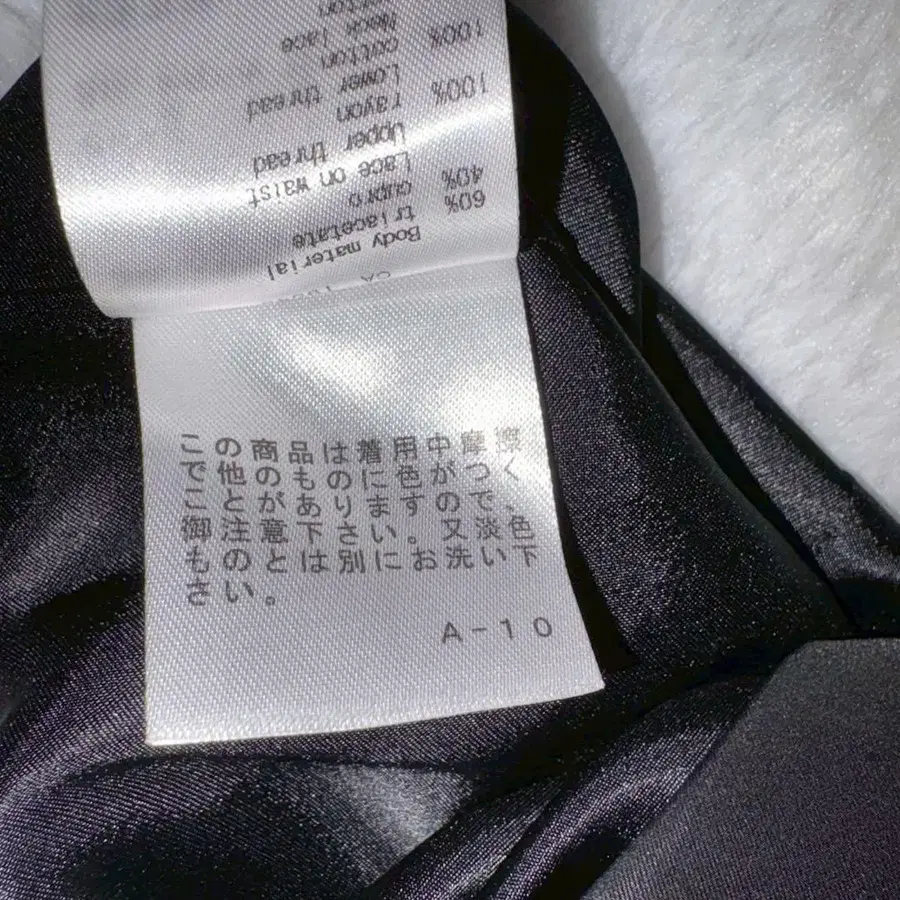 Body material
triacetate 60%
cupro 40%
Lace on waist
Upper thread
rayon 100%
Lower thread
cotton 100%
Neck lace
この商品は着用中摩擦
で他のものに色がつく
ことがありますので、
御注意下さい。又淡色
ものとは別にお洗い下
さい。
A-10